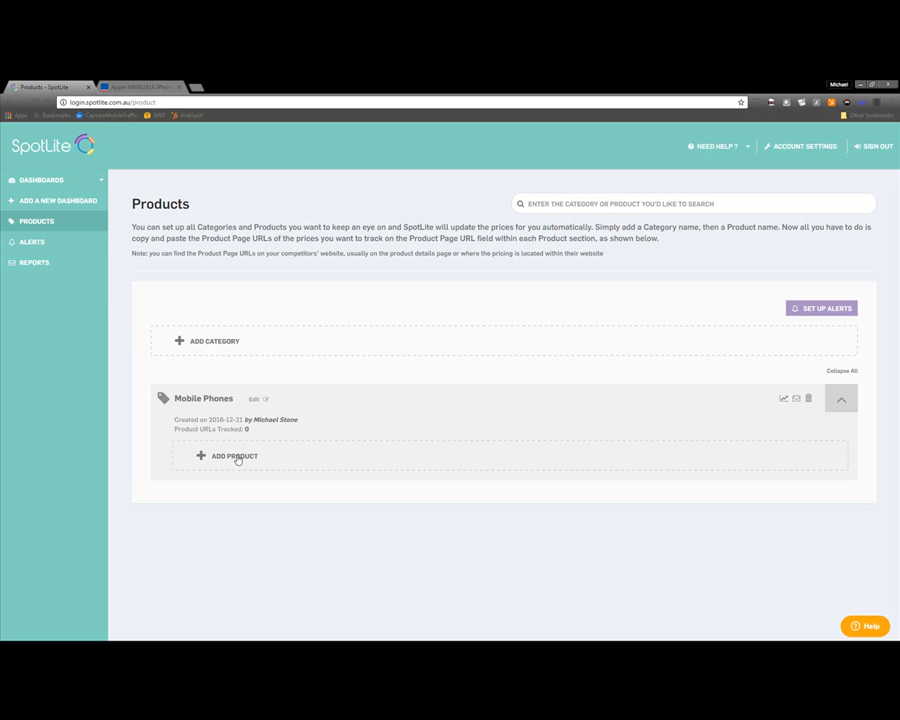 Products - SpotLite
Apple MN902X/A iPhone
Michael
login.spotlite.com.au/product
Apps
Bookmarks
CaptureMobileTraffic
AWS
HubSpot
Other bookmarks
SpotLite
NEED HELP ?
ACCOUNT SETTINGS
SIGN OUT
DASHBOARDS
ADD A NEW DASHBOARD
PRODUCTS
ALERTS
REPORTS
Products
ENTER THE CATEGORY OR PRODUCT YOU'D LIKE TO SEARCH
You can set up all Categories and Products you want to keep an eye on and SpotLite will update the prices for you automatically. Simply add a Category name, then a Product name. Now all you have to do is
copy and paste the Product Page URLs of the prices you want to track on the Product Page URL field within each Product section, as shown below.
Note: you can find the Product Page URLs on your competitors' website, usually on the product details page or where the pricing is located within their website
SET UP ALERTS
ADD CATEGORY
Collapse All
Mobile Phones
Edit
Created on 2016-12-21 by Michael Stone
Product URLs Tracked: 0
ADD PRODUCT
Help